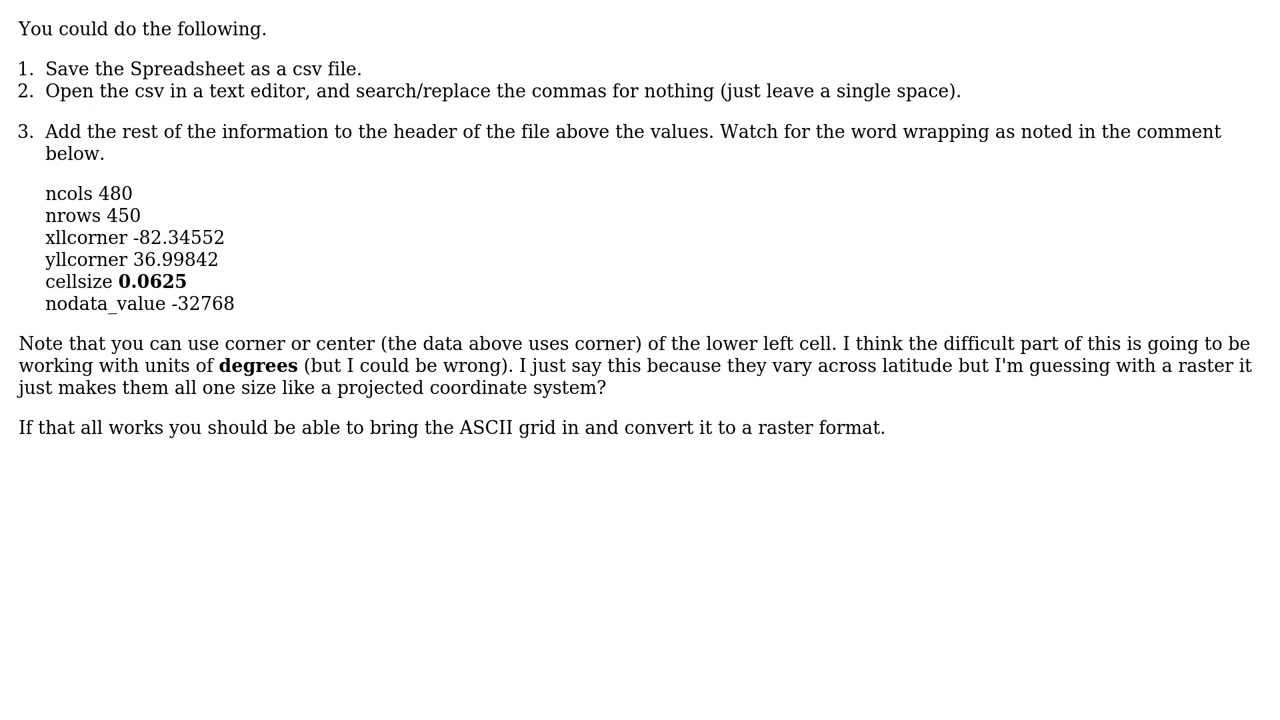 You could do the following.
1. Save the Spreadsheet as a csv file.
2. Open the csv in a text editor, and search/replace the commas for nothing (just leave a single space).
3. Add the rest of the information to the header of the file above the values. Watch for the word wrapping as noted in the comment
below.
ncols 480
nrows 450
xllcorner -82.34552
yllcorner 36.99842
cellsize 0.0625
nodata_value -32768
Note that you can use corner or center (the data above uses corner) of the lower left cell. I think the difficult part of this is going to be
working with units of degrees (but I could be wrong). I just say this because they vary across latitude but I'm guessing with a raster it
just makes them all one size like a projected coordinate system?
If that all works you should be able to bring the ASCII grid in and convert it to a raster format.